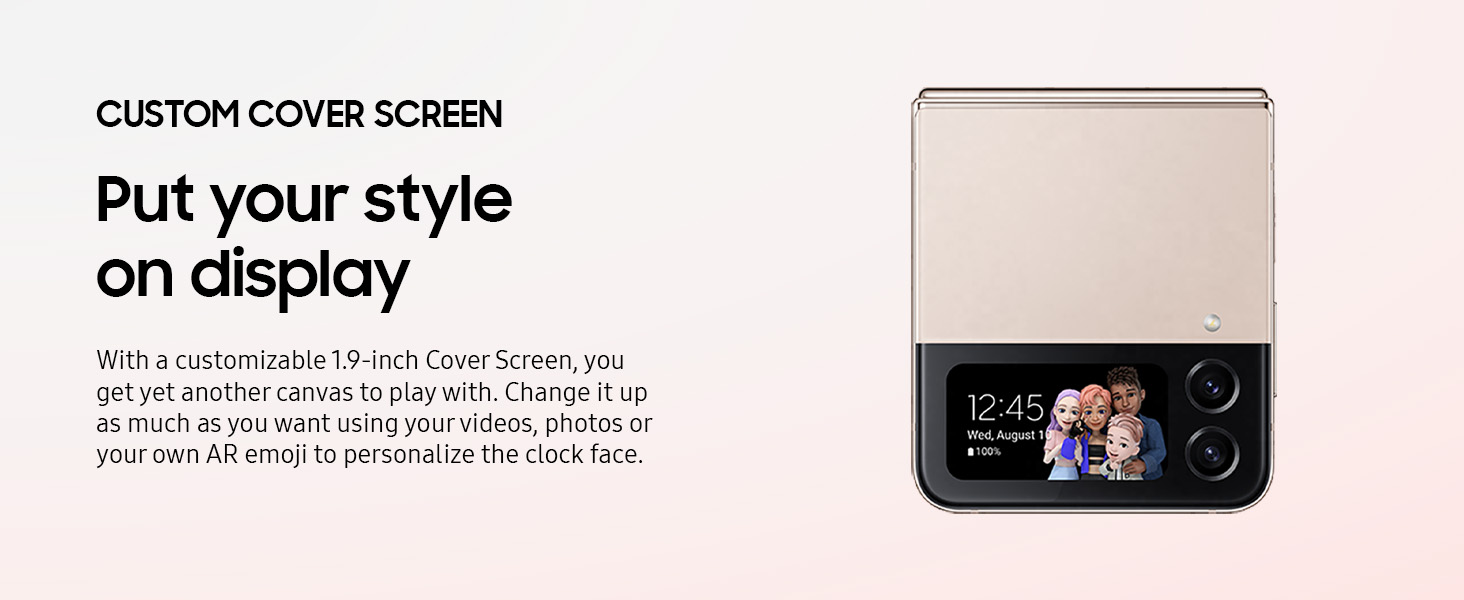 CUSTOM COVER SCREEN
Put your style
on display
With a customizable 1.9-inch Cover Screen, you
get yet another canvas to play with. Change it up
as much as you want using your videos, photos or
your own AR emoji to personalize the clock face.
12:45
Wed, August
100%